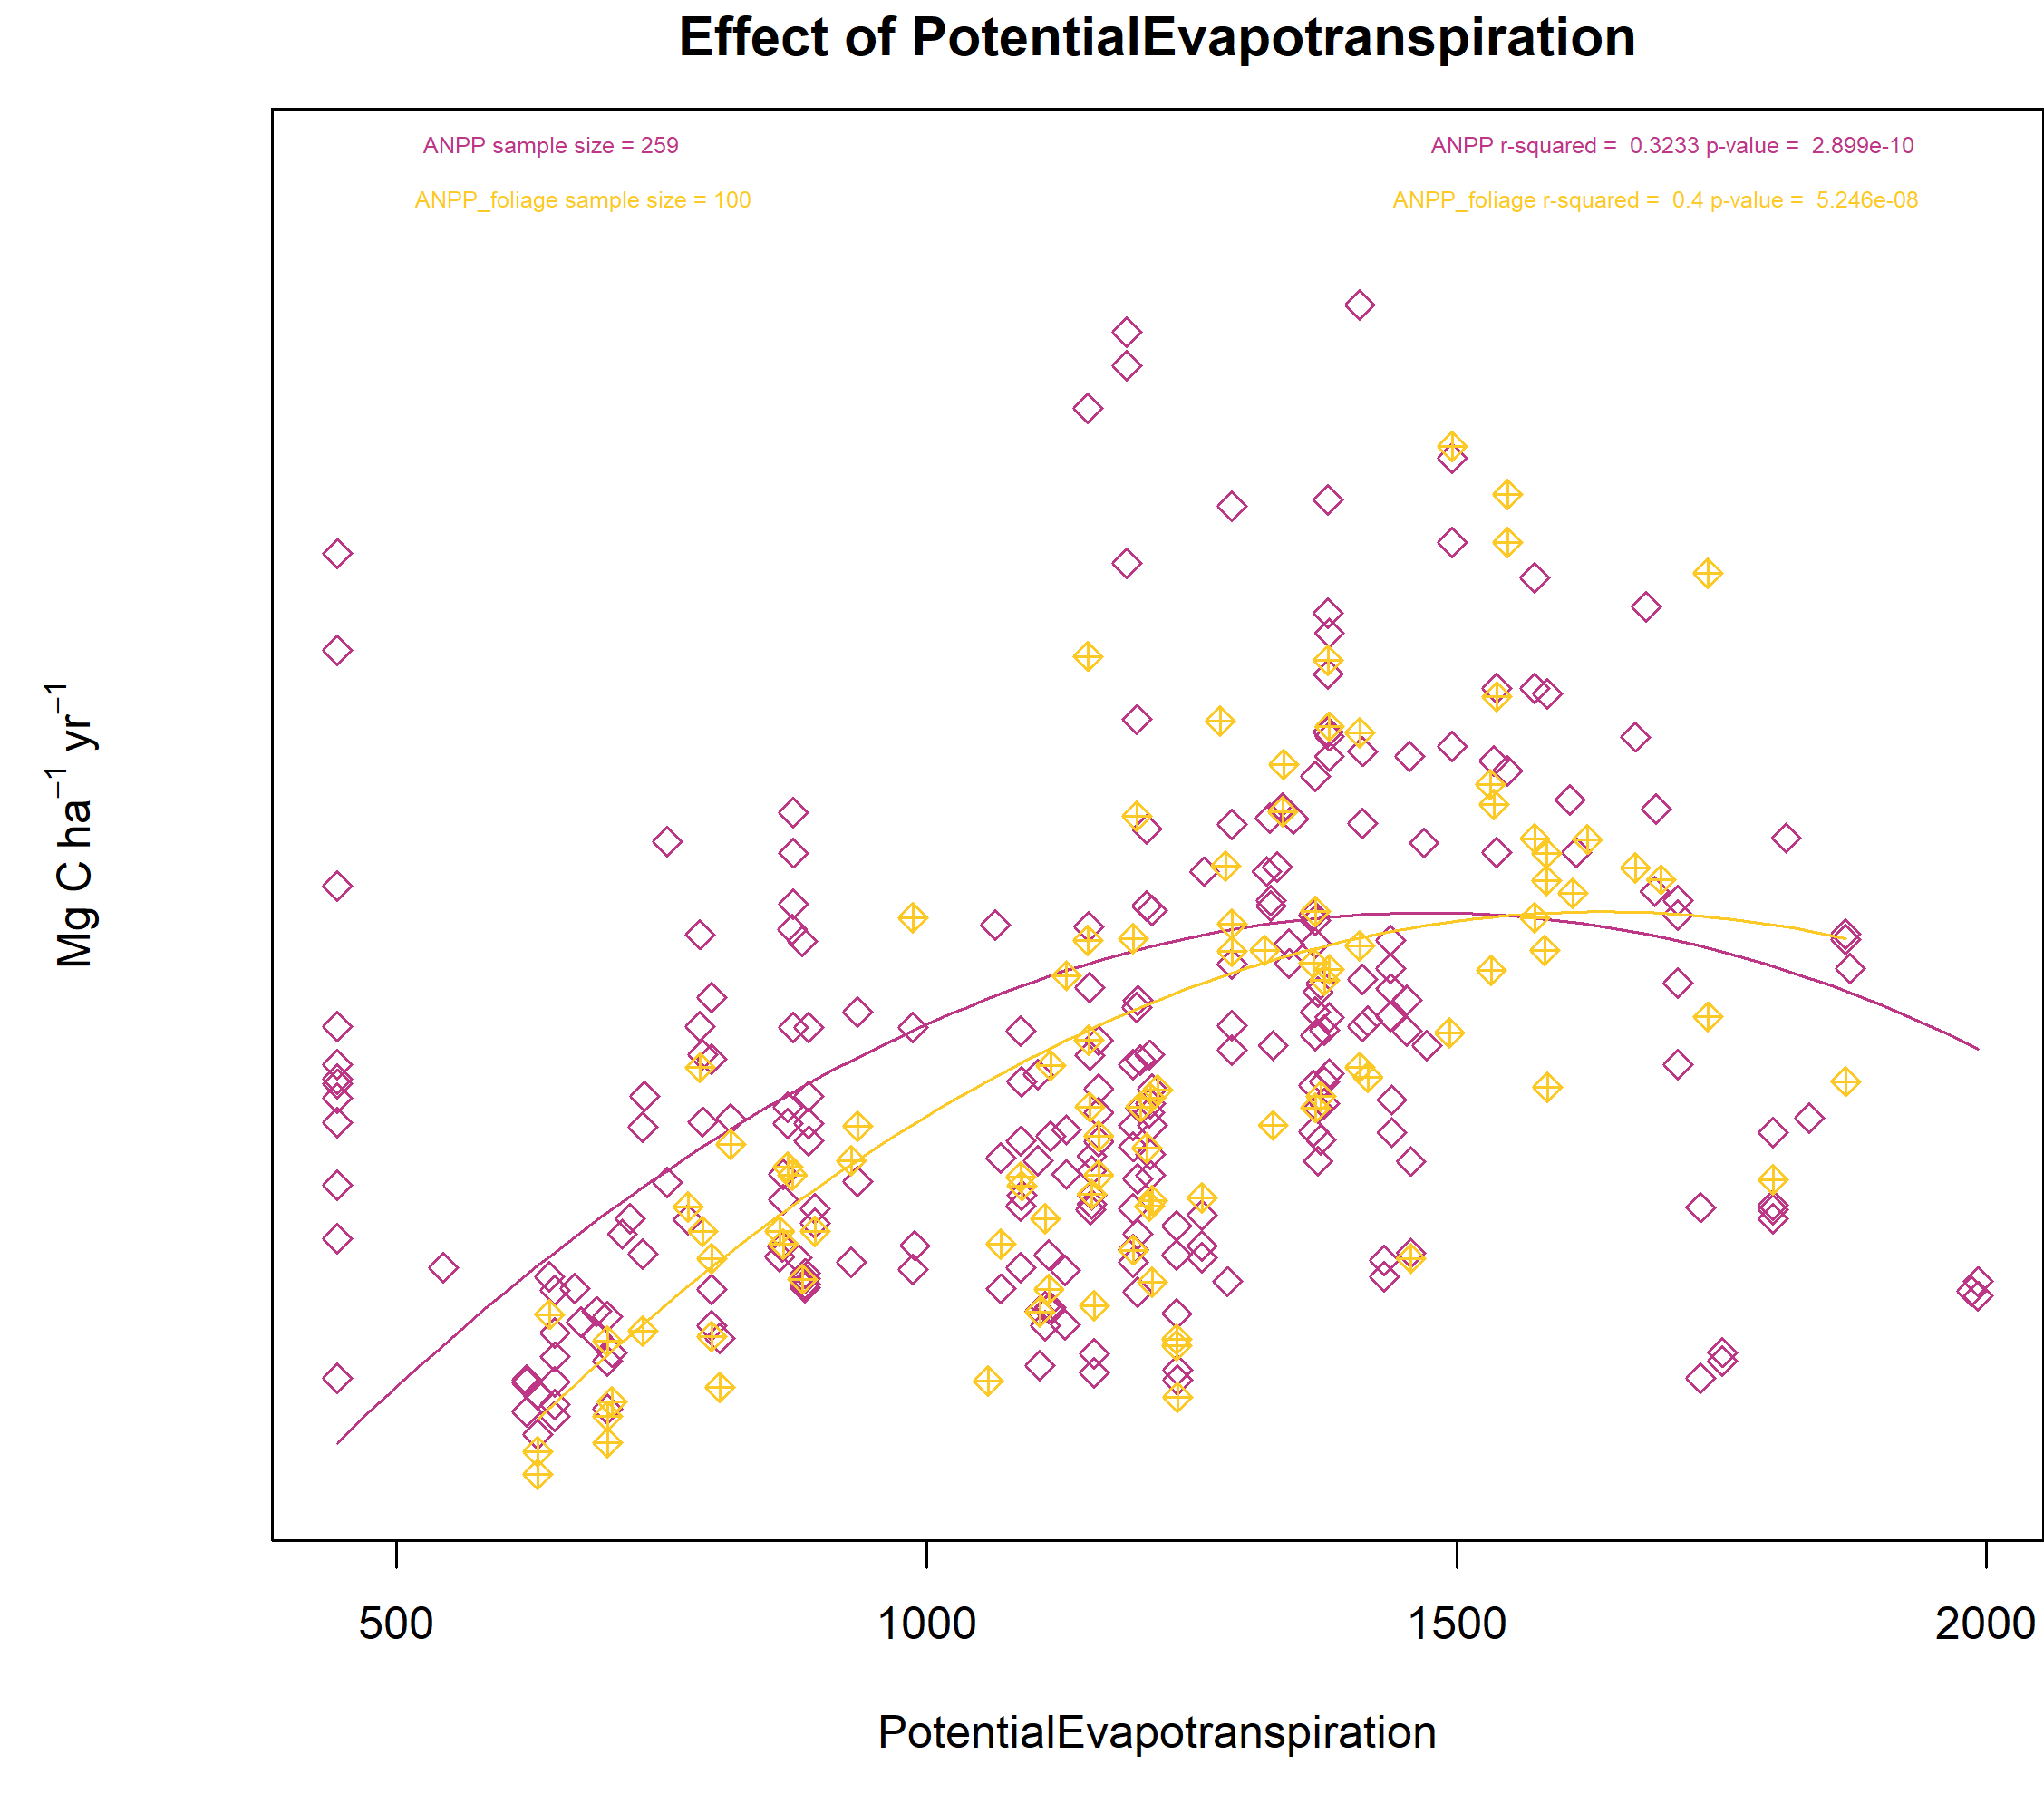 Effect of PotentialEvapotranspiration
ANPP sample size = 259
ANPP r-squared =  0.3233 p-value =  2.899e-10
ANPP_foliage sample size = 100
ANPP_foliage r-squared =  0.4 p-value =  5.246e-08
Mg C ha⁻¹ yr⁻¹
500 1000 1500 2000
PotentialEvapotranspiration